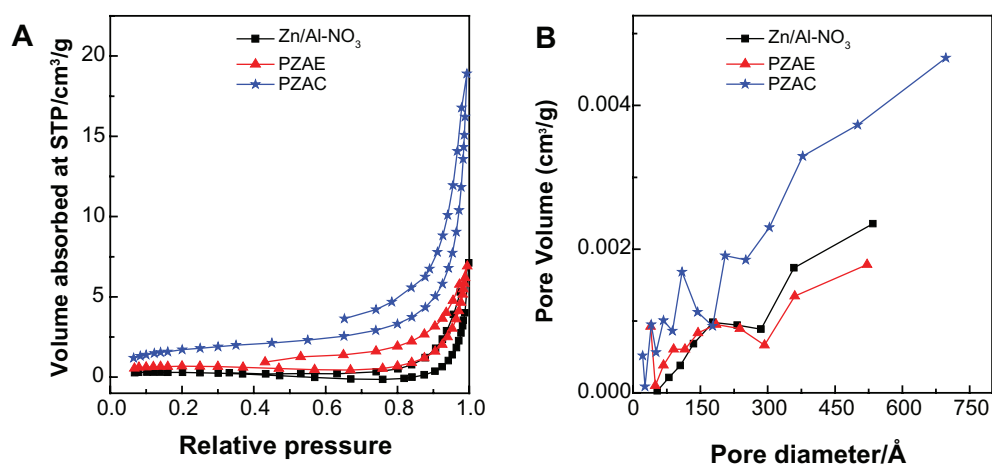 A
Volume absorbed at STP/cm³/g
20
15
10
5
0
0.0
0.2
0.4
0.6
0.8
1.0
Relative pressure
Zn/Al-NO₃
PZAE
PZAC
B
Pore Volume (cm³/g)
0.004
0.002
0.000
0
150
300
450
600
750
Pore diameter/Å
Zn/Al-NO₃
PZAE
PZAC